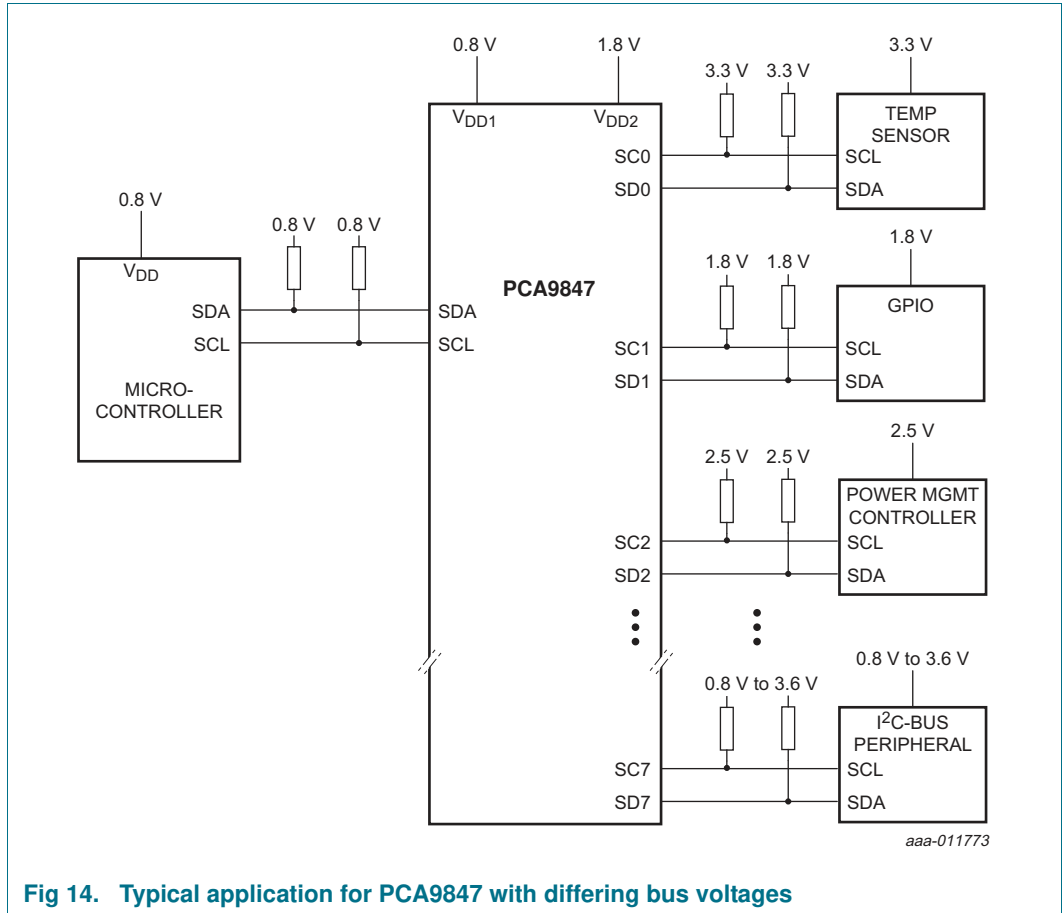 0.8 V 1.8 V 3.3 V
3.3 V 3.3 V
VDD1 VDD2
TEMP
SENSOR
SC0 SCL
SD0 SDA
0.8 V
0.8 V 0.8 V
VDD
1.8 V
1.8 V 1.8 V
PCA9847
GPIO
SDA SDA
SCL SCL
SC1 SCL
SD1 SDA
MICRO-
CONTROLLER
2.5 V
2.5 V 2.5 V
POWER MGMT
CONTROLLER
SC2 SCL
SD2 SDA
0.8 V to 3.6 V
0.8 V to 3.6 V
I2C-BUS
PERIPHERAL
SC7 SCL
SD7 SDA
aaa-011773
Fig 14. Typical application for PCA9847 with differing bus voltages